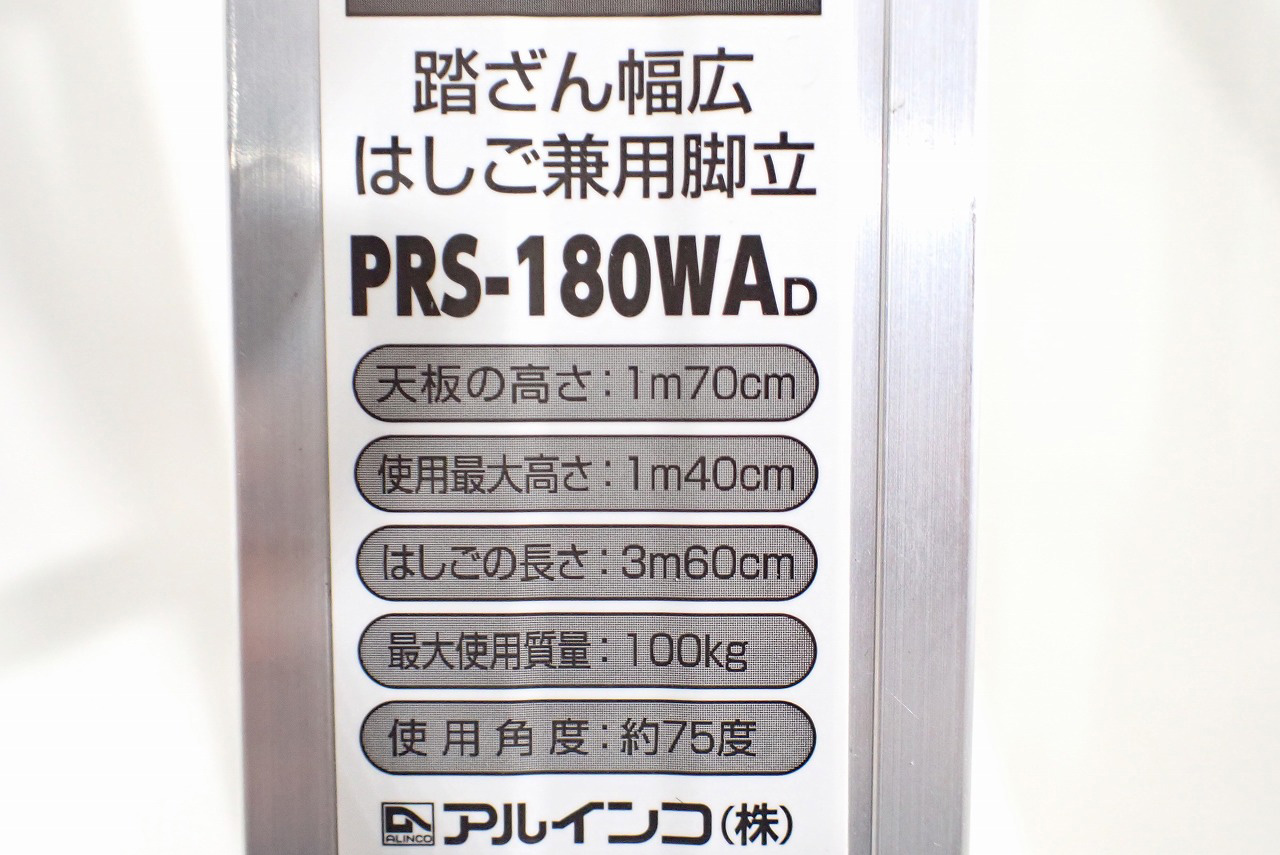 踏ざん幅広
はしご兼用脚立
PRS-180WAD
天板の高さ：1m70cm
使用最大高さ：1m40cm
はしごの長さ：3m60cm
最大使用質量：100kg
使用角度：約75度
ALINCO アルインコ(株)